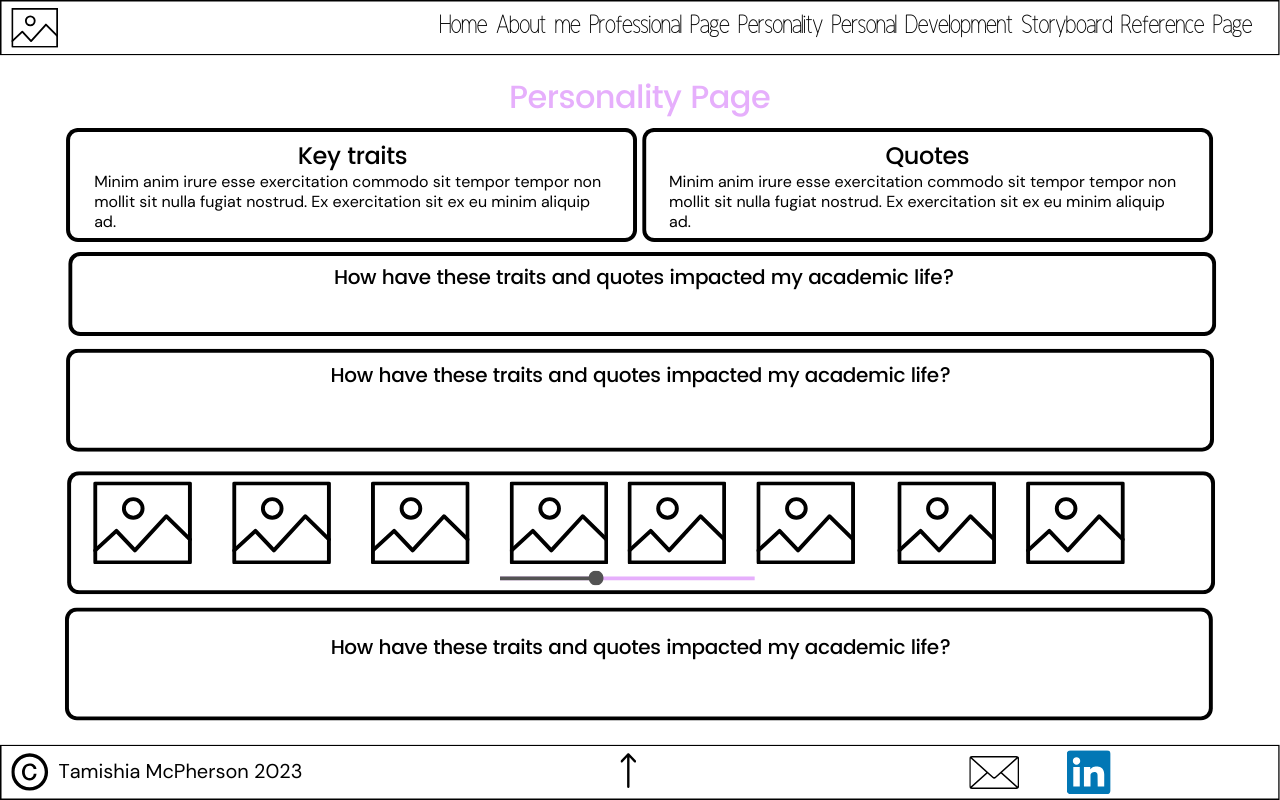 Home About me Professional Page Personality Personal Development Storyboard Reference Page
Personality Page
Key traits
Minim anim irure esse exercitation commodo sit tempor tempor non
mollit sit nulla fugiat nostrud. Ex exercitation sit ex eu minim aliquip
ad.
Quotes
Minim anim irure esse exercitation commodo sit tempor tempor non
mollit sit nulla fugiat nostrud. Ex exercitation sit ex eu minim aliquip
ad.
How have these traits and quotes impacted my academic life?
How have these traits and quotes impacted my academic life?
How have these traits and quotes impacted my academic life?
© Tamishia McPherson 2023
in